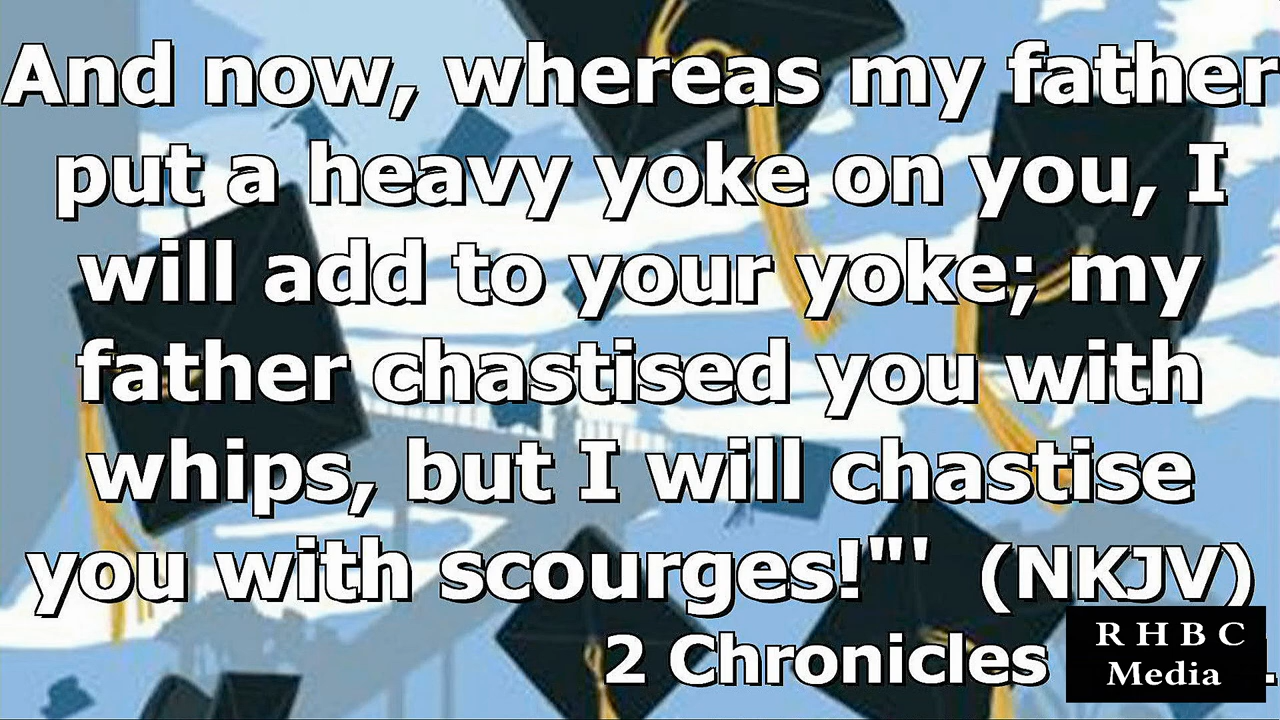 And now, whereas my father
put a heavy yoke on you, I
will add to your yoke; my
father chastised you with
whips, but I will chastise
you with scourges!"' (NKJV)
2 Chronicles
R H B C
Media